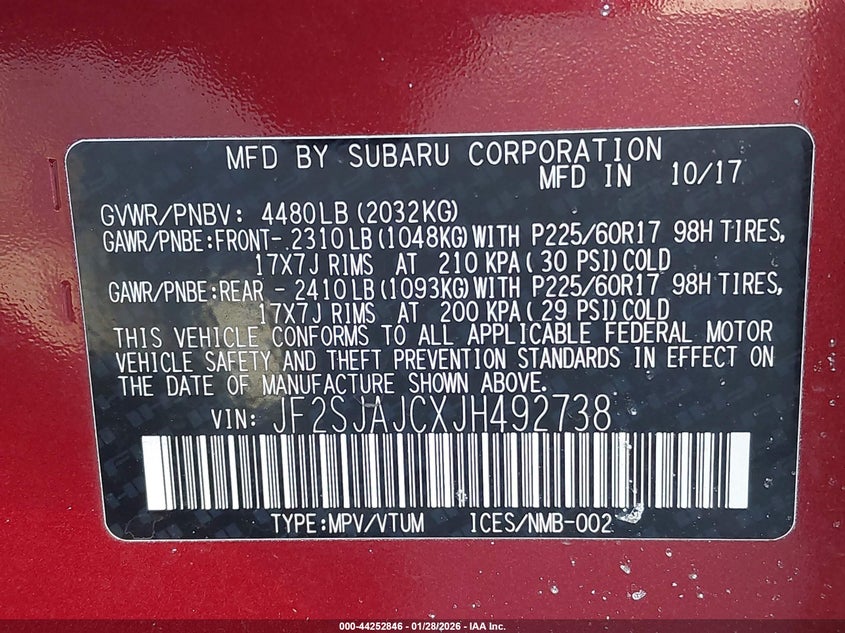 MFD BY SUBARU CORPORATION
MFD IN 10/17
GVWR/PNBV: 4480LB (2032KG)
GAWR/PNBE:FRONT- 2310LB (1048KG) WITH P225/60R17 98H TIRES,
17X7J RIMS AT 210 KPA (30 PSI) COLD
GAWR/PNBE:REAR - 2410LB (1093KG) WITH P225/60R17 98H TIRES,
17X7J RIMS AT 200 KPA (29 PSI) COLD
THIS VEHICLE CONFORMS TO ALL APPLICABLE FEDERAL MOTOR
VEHICLE SAFETY AND THEFT PREVENTION STANDARDS IN EFFECT ON
THE DATE OF MANUFACTURE SHOWN ABOVE.
VIN: JF2SJAJCXJH492738
TYPE:MPV/VTUM ICES/NMB-002
000-44252846 - 01/28/2026 - IAA Inc.